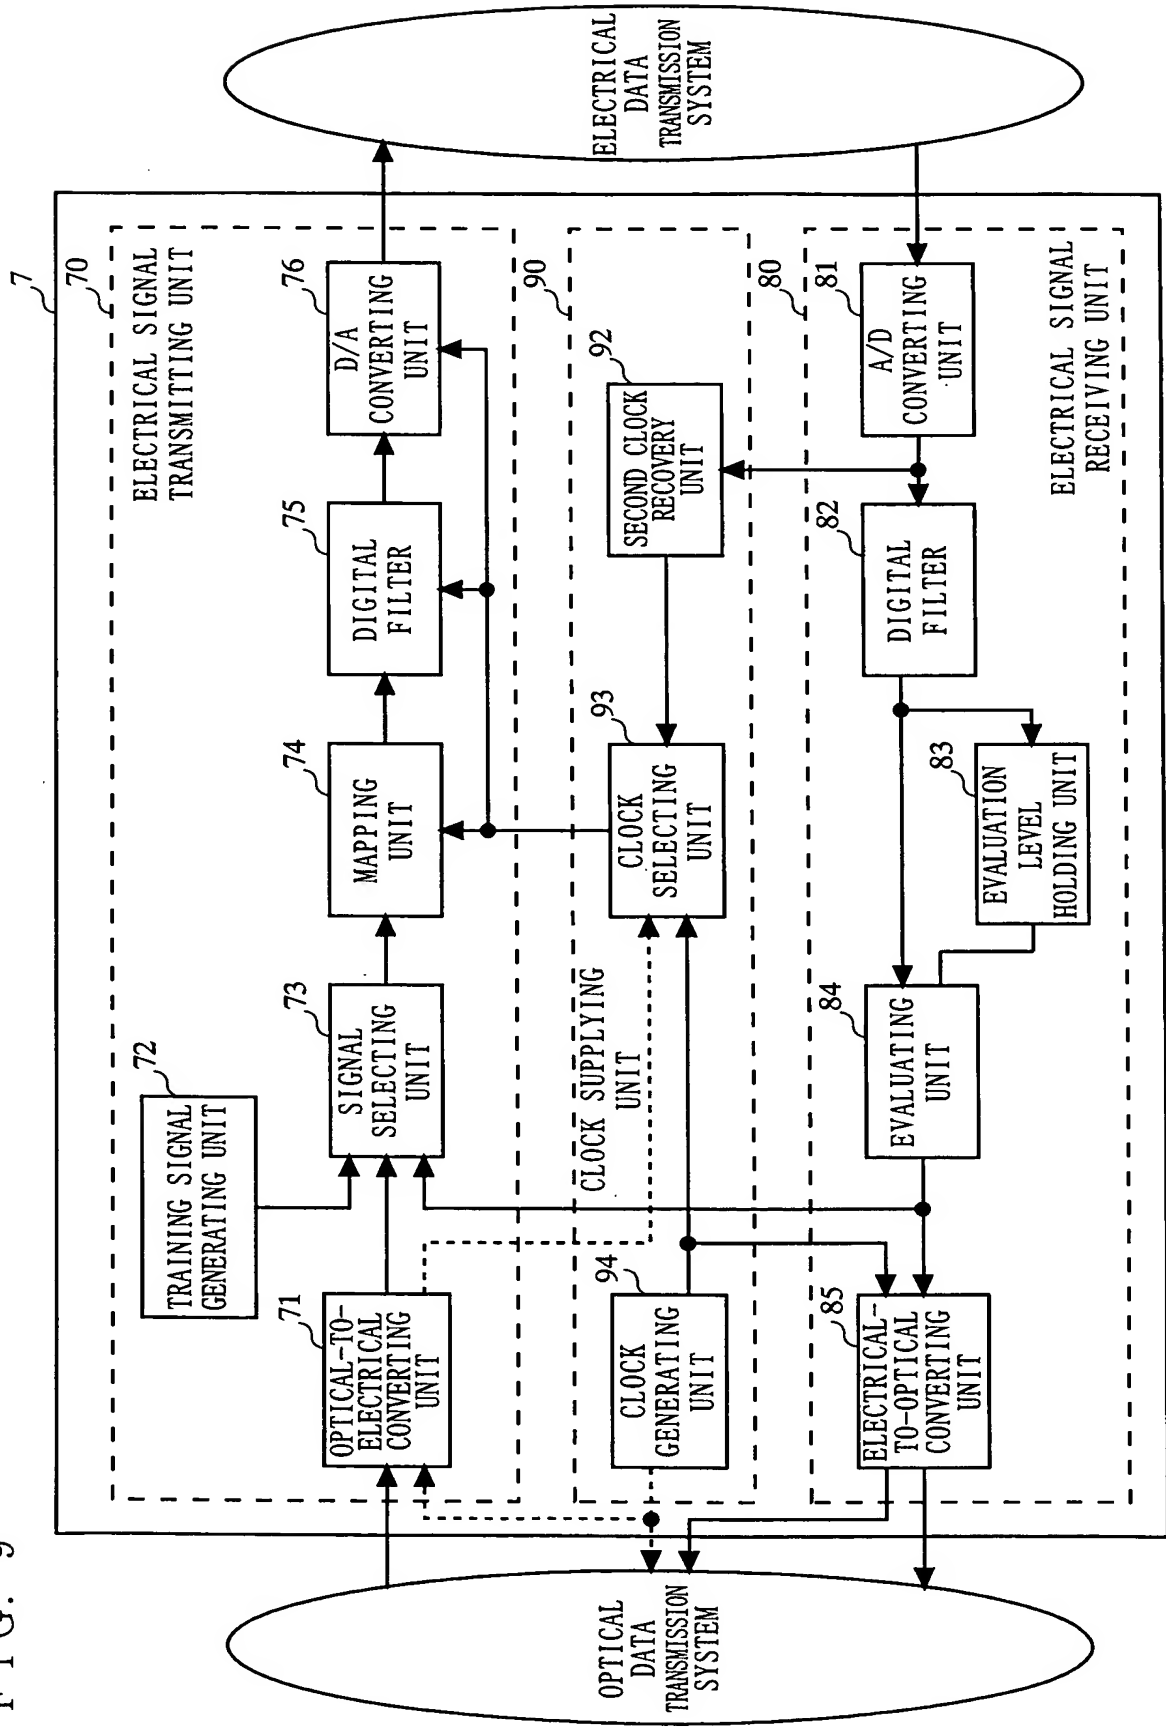 FIG. 9
7
70
ELECTRICAL SIGNAL
TRANSMITTING UNIT
72
TRAINING SIGNAL
GENERATING UNIT
71
OPTICAL-TO-
ELECTRICAL
CONVERTING
UNIT
73
SIGNAL
SELECTING
UNIT
74
MAPPING
UNIT
75
DIGITAL
FILTER
76
D/A
CONVERTING
UNIT
90
CLOCK SUPPLYING
UNIT
94
CLOCK
GENERATING
UNIT
93
CLOCK
SELECTING
UNIT
92
SECOND CLOCK
RECOVERY
UNIT
80
ELECTRICAL SIGNAL
RECEIVING UNIT
85
ELECTRICAL-
TO-OPTICAL
CONVERTING
UNIT
84
EVALUATING
UNIT
83
EVALUATION
LEVEL
HOLDING UNIT
82
DIGITAL
FILTER
81
A/D
CONVERTING
UNIT
OPTICAL
DATA
TRANSMISSION
SYSTEM
ELECTRICAL
DATA
TRANSMISSION
SYSTEM